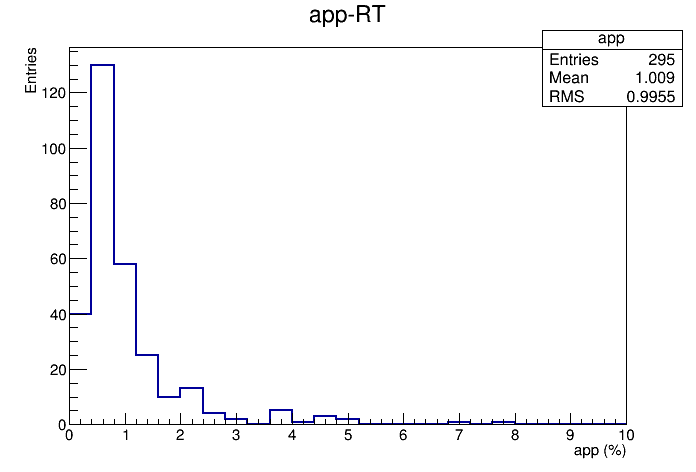 app-RT
app
Entries 295
Mean 1.009
RMS 0.9955
Entries
120
100
80
60
40
20
0
0 1 2 3 4 5 6 7 8 9 10
app (%)